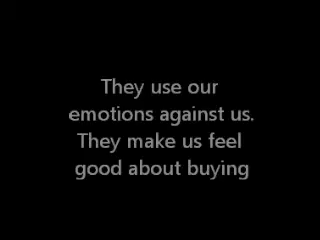 They use our
emotions against us.
They make us feel
good about buying